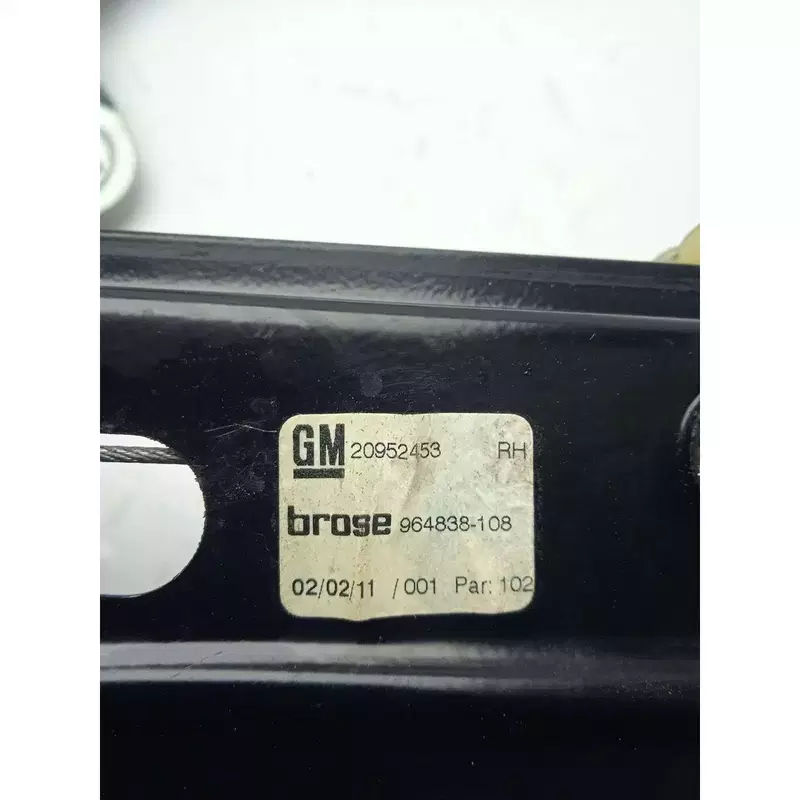 GM 20952453 RH
brose 964838-108
02/02/11 /001 Par: 102